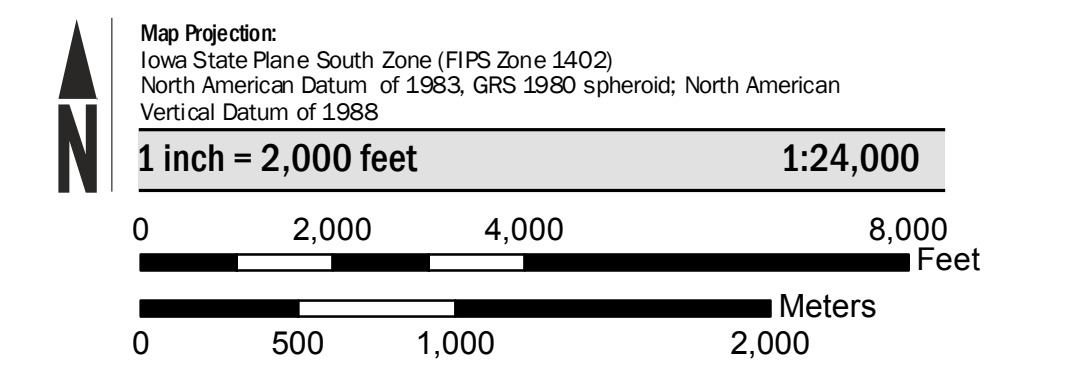 Map Projection:
Iowa State Plane South Zone (FIPS Zone 1402)
North American Datum of 1983, GRS 1980 spheroid; North American
Vertical Datum of 1988
N
1 inch = 2,000 feet 1:24,000
0 2,000 4,000 8,000
Feet
Meters
0 500 1,000 2,000